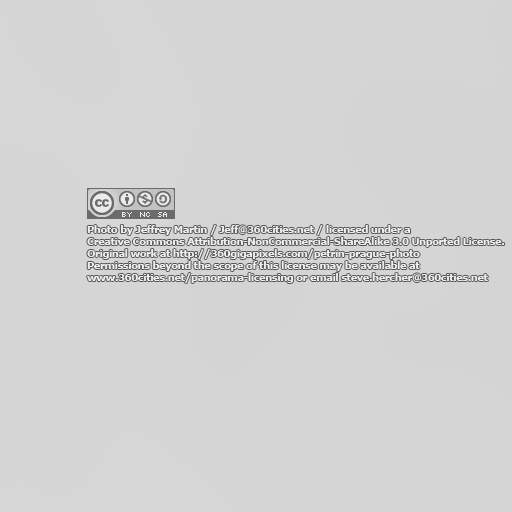 cc
BY NC SA
Photo by Jeffrey Martin / Jeff@360cities.net / licensed under a
Creative Commons Attribution-NonCommercial-ShareAlike 3.0 Unported License.
Original work at http://360gigapixels.com/petrin-prague-photo
Permissions beyond the scope of this license may be available at
www.360cities.net/panorama-licensing or email steve.hercher@360cities.net